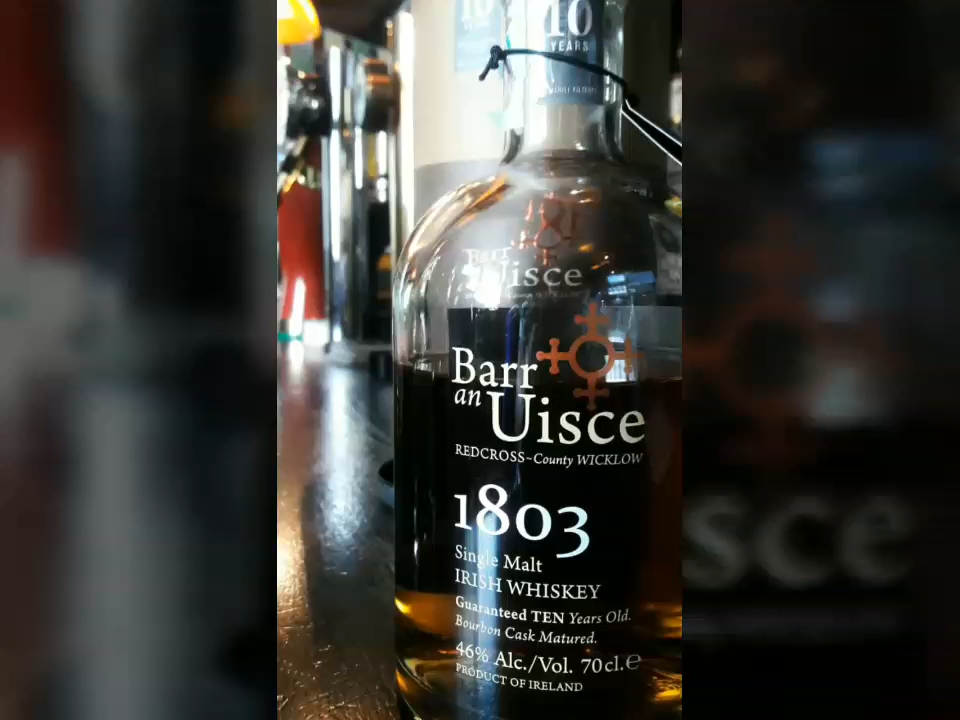 10
YEARS
Barr
Uisce
Barr
an Uisce
REDCROSS~County WICKLOW
1803
Single Malt
IRISH WHISKEY
Guaranteed TEN Years Old.
Bourbon Cask Matured.
46% Alc./Vol. 70cl.e
PRODUCT OF IRELAND